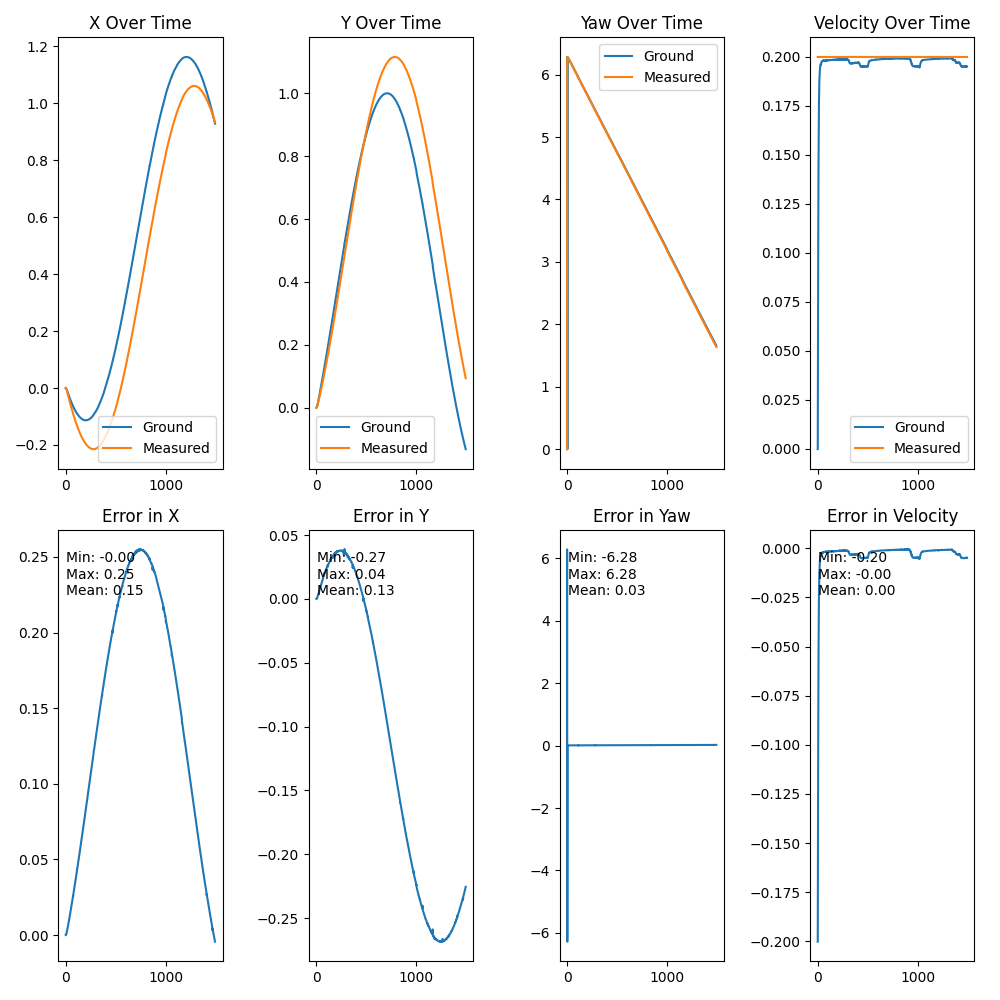 X Over Time
Y Over Time
Yaw Over Time
Velocity Over Time
1.2
1.0
0.8
0.6
0.4
0.2
0.0
−0.2
0
1000
Ground
Measured
1.0
0.8
0.6
0.4
0.2
0.0
0
1000
Ground
Measured
6
5
4
3
2
1
0
0
1000
Ground
Measured
0.200
0.175
0.150
0.125
0.100
0.075
0.050
0.025
0.000
0
1000
Ground
Measured
Error in X
Error in Y
Error in Yaw
Error in Velocity
0.25
0.20
0.15
0.10
0.05
0.00
0
1000
Min: -0.00
Max: 0.25
Mean: 0.15
0.05
0.00
−0.05
−0.10
−0.15
−0.20
−0.25
0
1000
Min: -0.27
Max: 0.04
Mean: 0.13
6
4
2
0
−2
−4
−6
0
1000
Min: -6.28
Max: 6.28
Mean: 0.03
0.000
−0.025
−0.050
−0.075
−0.100
−0.125
−0.150
−0.175
−0.200
0
1000
Min: -0.20
Max: -0.00
Mean: 0.00